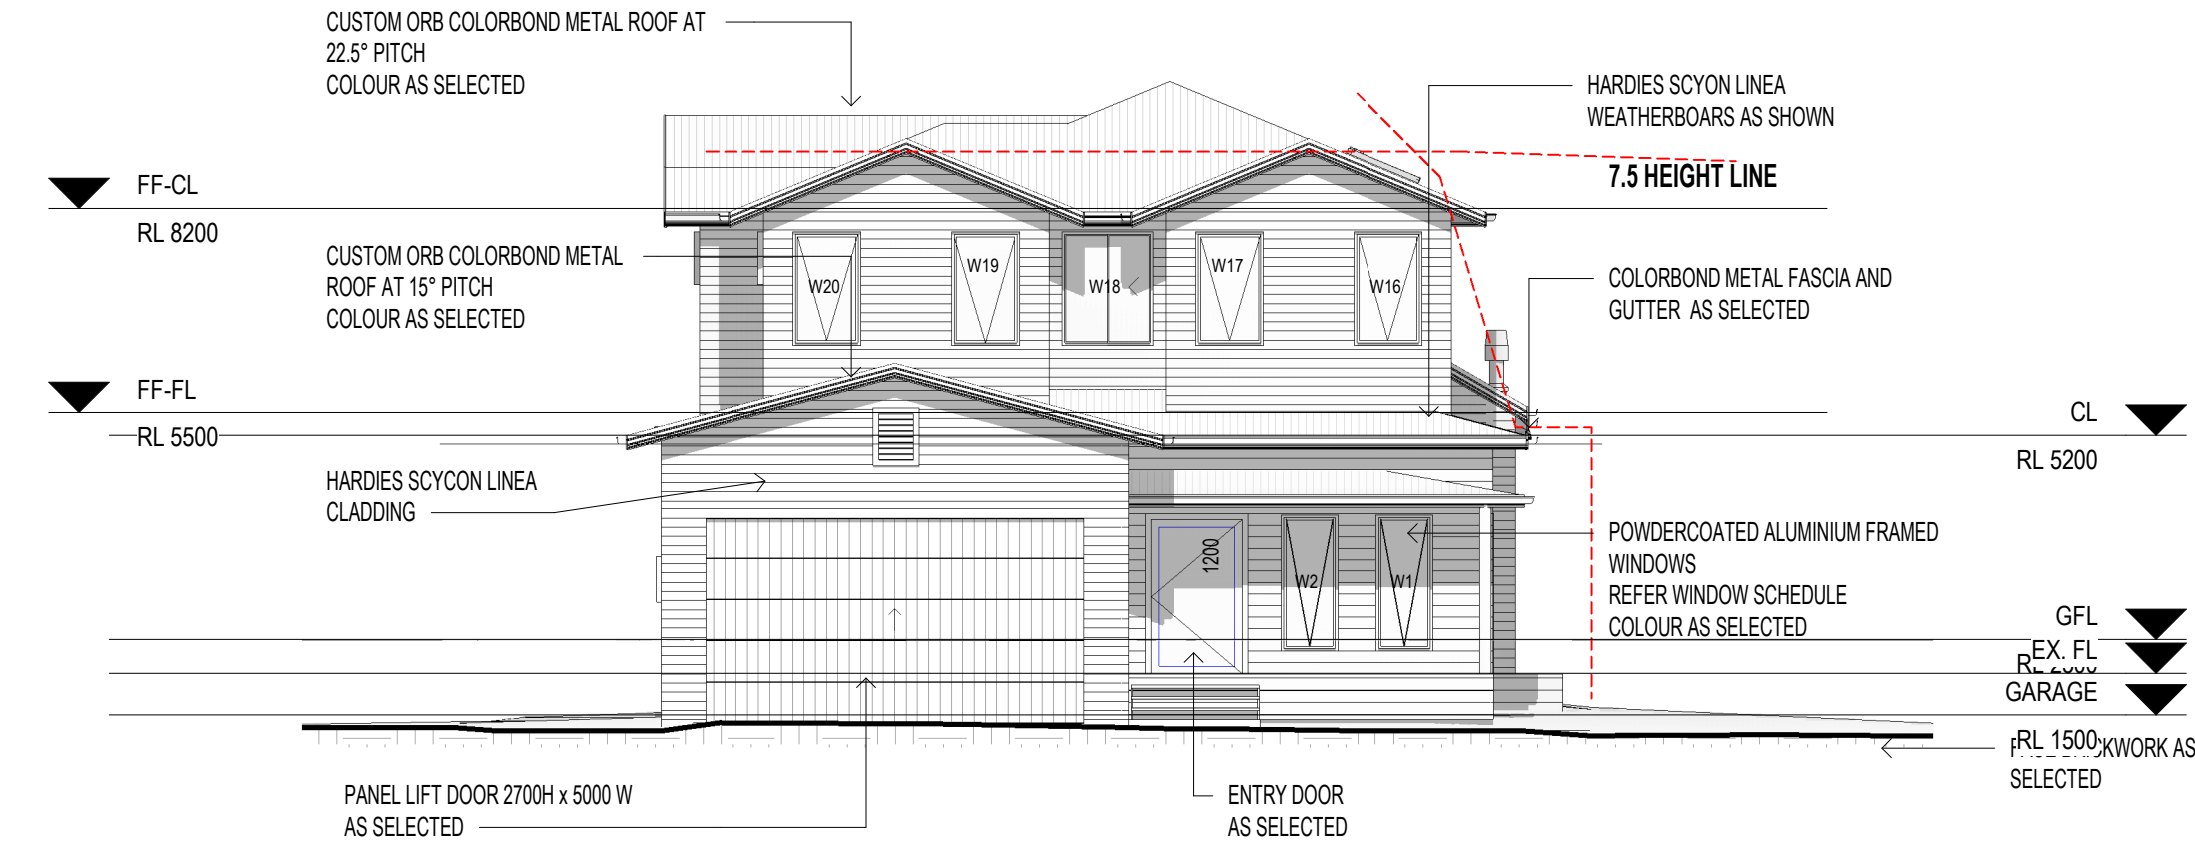 CUSTOM ORB COLORBOND METAL ROOF AT
22.5° PITCH
COLOUR AS SELECTED
HARDIES SCYON LINEA
WEATHERBOARS AS SHOWN
7.5 HEIGHT LINE
FF-CL
RL 8200
CUSTOM ORB COLORBOND METAL
ROOF AT 15° PITCH
COLOUR AS SELECTED
W20
W19
W18
W17
W16
COLORBOND METAL FASCIA AND
GUTTER AS SELECTED
FF-FL
RL 5500
CL
RL 5200
HARDIES SCYCON LINEA
CLADDING
1200
W2
W1
POWDERCOATED ALUMINIUM FRAMED
WINDOWS
REFER WINDOW SCHEDULE
COLOUR AS SELECTED
GFL
EX. FL
GARAGE
RL 1500
AS
SELECTED
PANEL LIFT DOOR 2700H x 5000 W
AS SELECTED
ENTRY DOOR
AS SELECTED